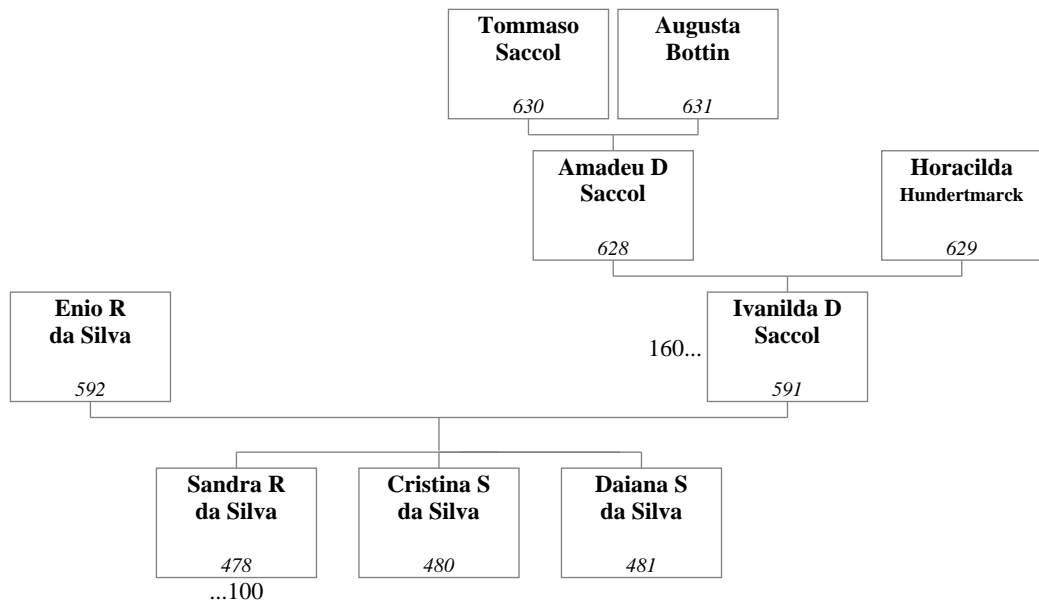 Tommaso
Saccol
630
Augusta
Bottin
631
Amadeu D
Saccol
628
Horacilda
Hundertmarck
629
Enio R
da Silva
592
160...
Ivanilda D
Saccol
591
Sandra R
da Silva
478
...100
Cristina S
da Silva
480
Daiana S
da Silva
481